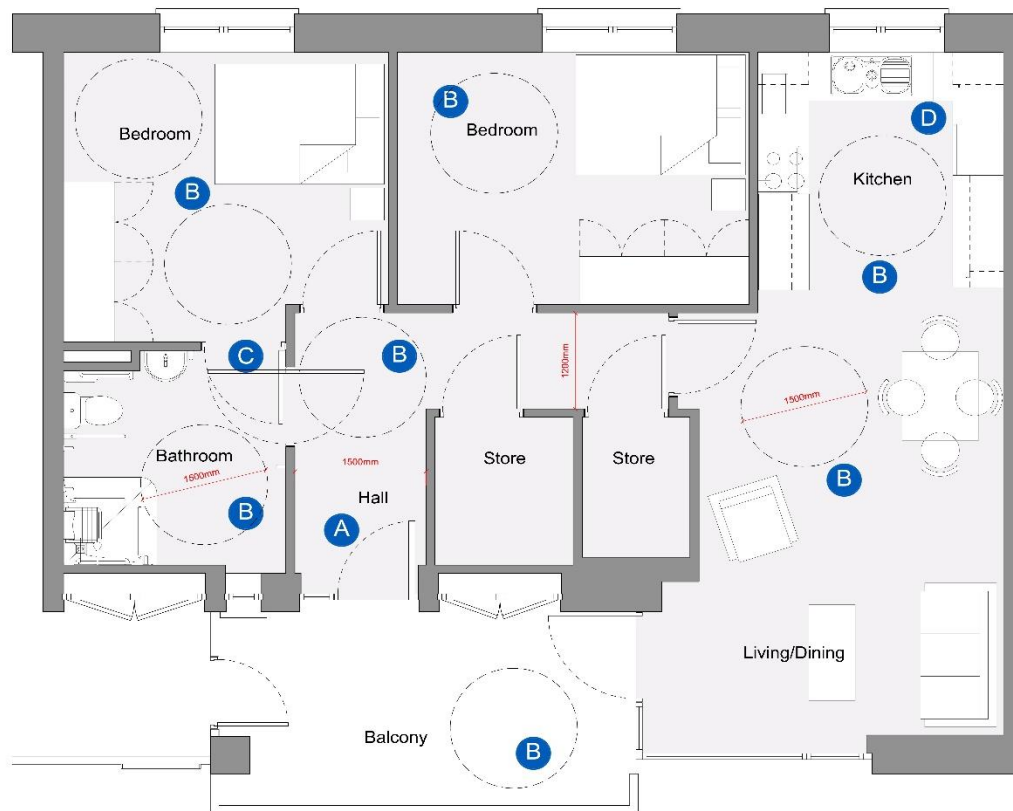 B
D
Bedroom
Bedroom
Kitchen
B
B
C
B
1200mm
1500mm
Bathroom
1500mm
Store
Store
B
1500mm
Hall
B
A
Living/Dining
Balcony
B